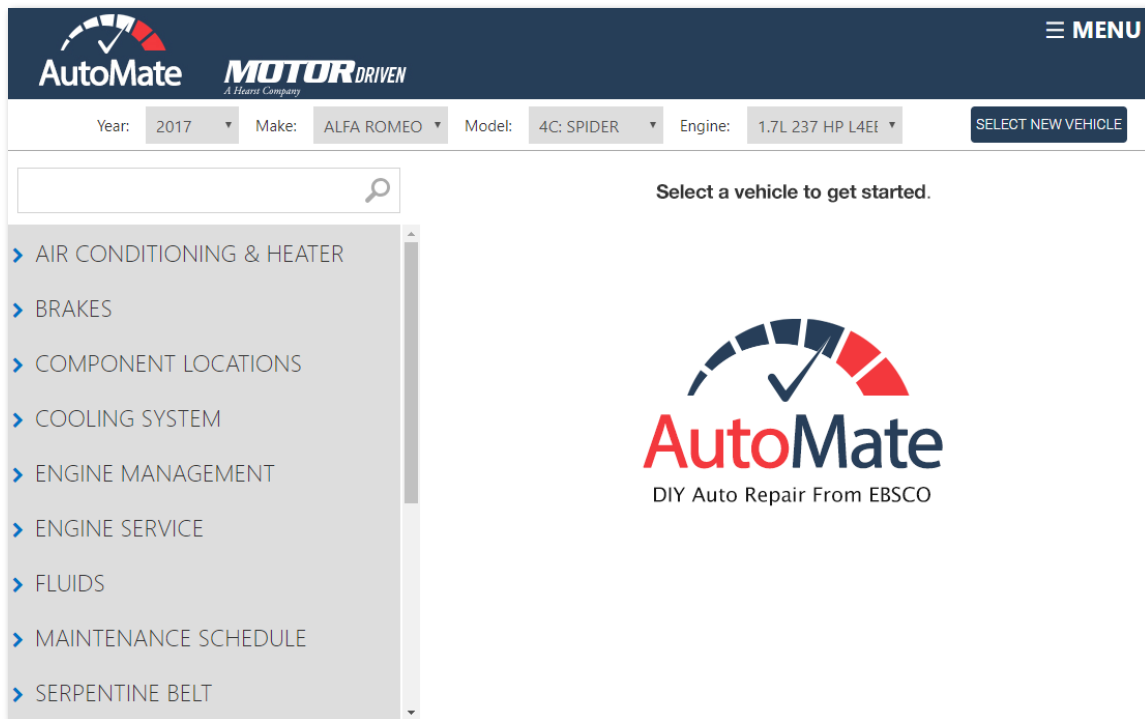 ☰ MENU
AutoMate
MOTOR DRIVEN
A Hearst Company
Year: 2017 Make: ALFA ROMEO Model: 4C: SPIDER Engine: 1.7L 237 HP L4EE SELECT NEW VEHICLE
Select a vehicle to get started.
AIR CONDITIONING & HEATER
BRAKES
COMPONENT LOCATIONS
COOLING SYSTEM
ENGINE MANAGEMENT
ENGINE SERVICE
FLUIDS
MAINTENANCE SCHEDULE
SERPENTINE BELT
AutoMate
DIY Auto Repair From EBSCO